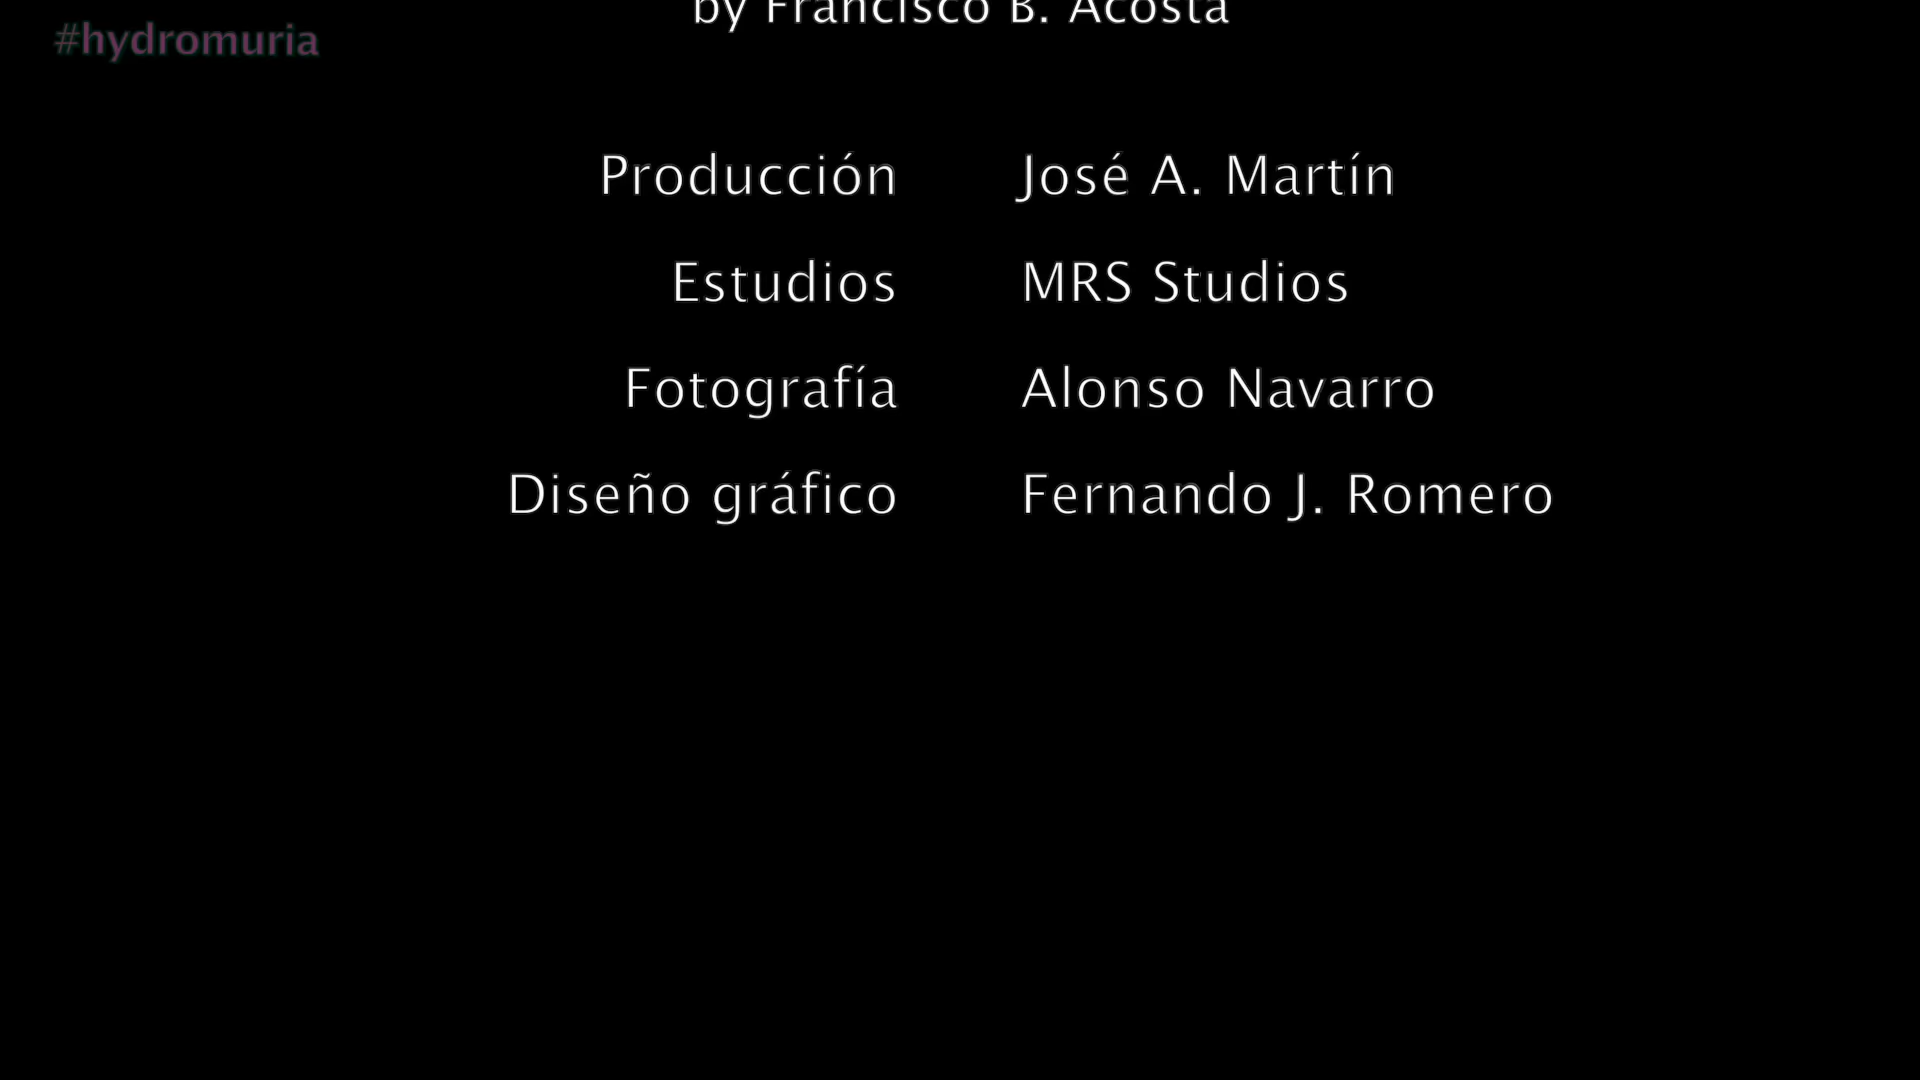 by Francisco B. Acosta
#hydromuria
Producción José A. Martín
Estudios MRS Studios
Fotografía Alonso Navarro
Diseño gráfico Fernando J. Romero